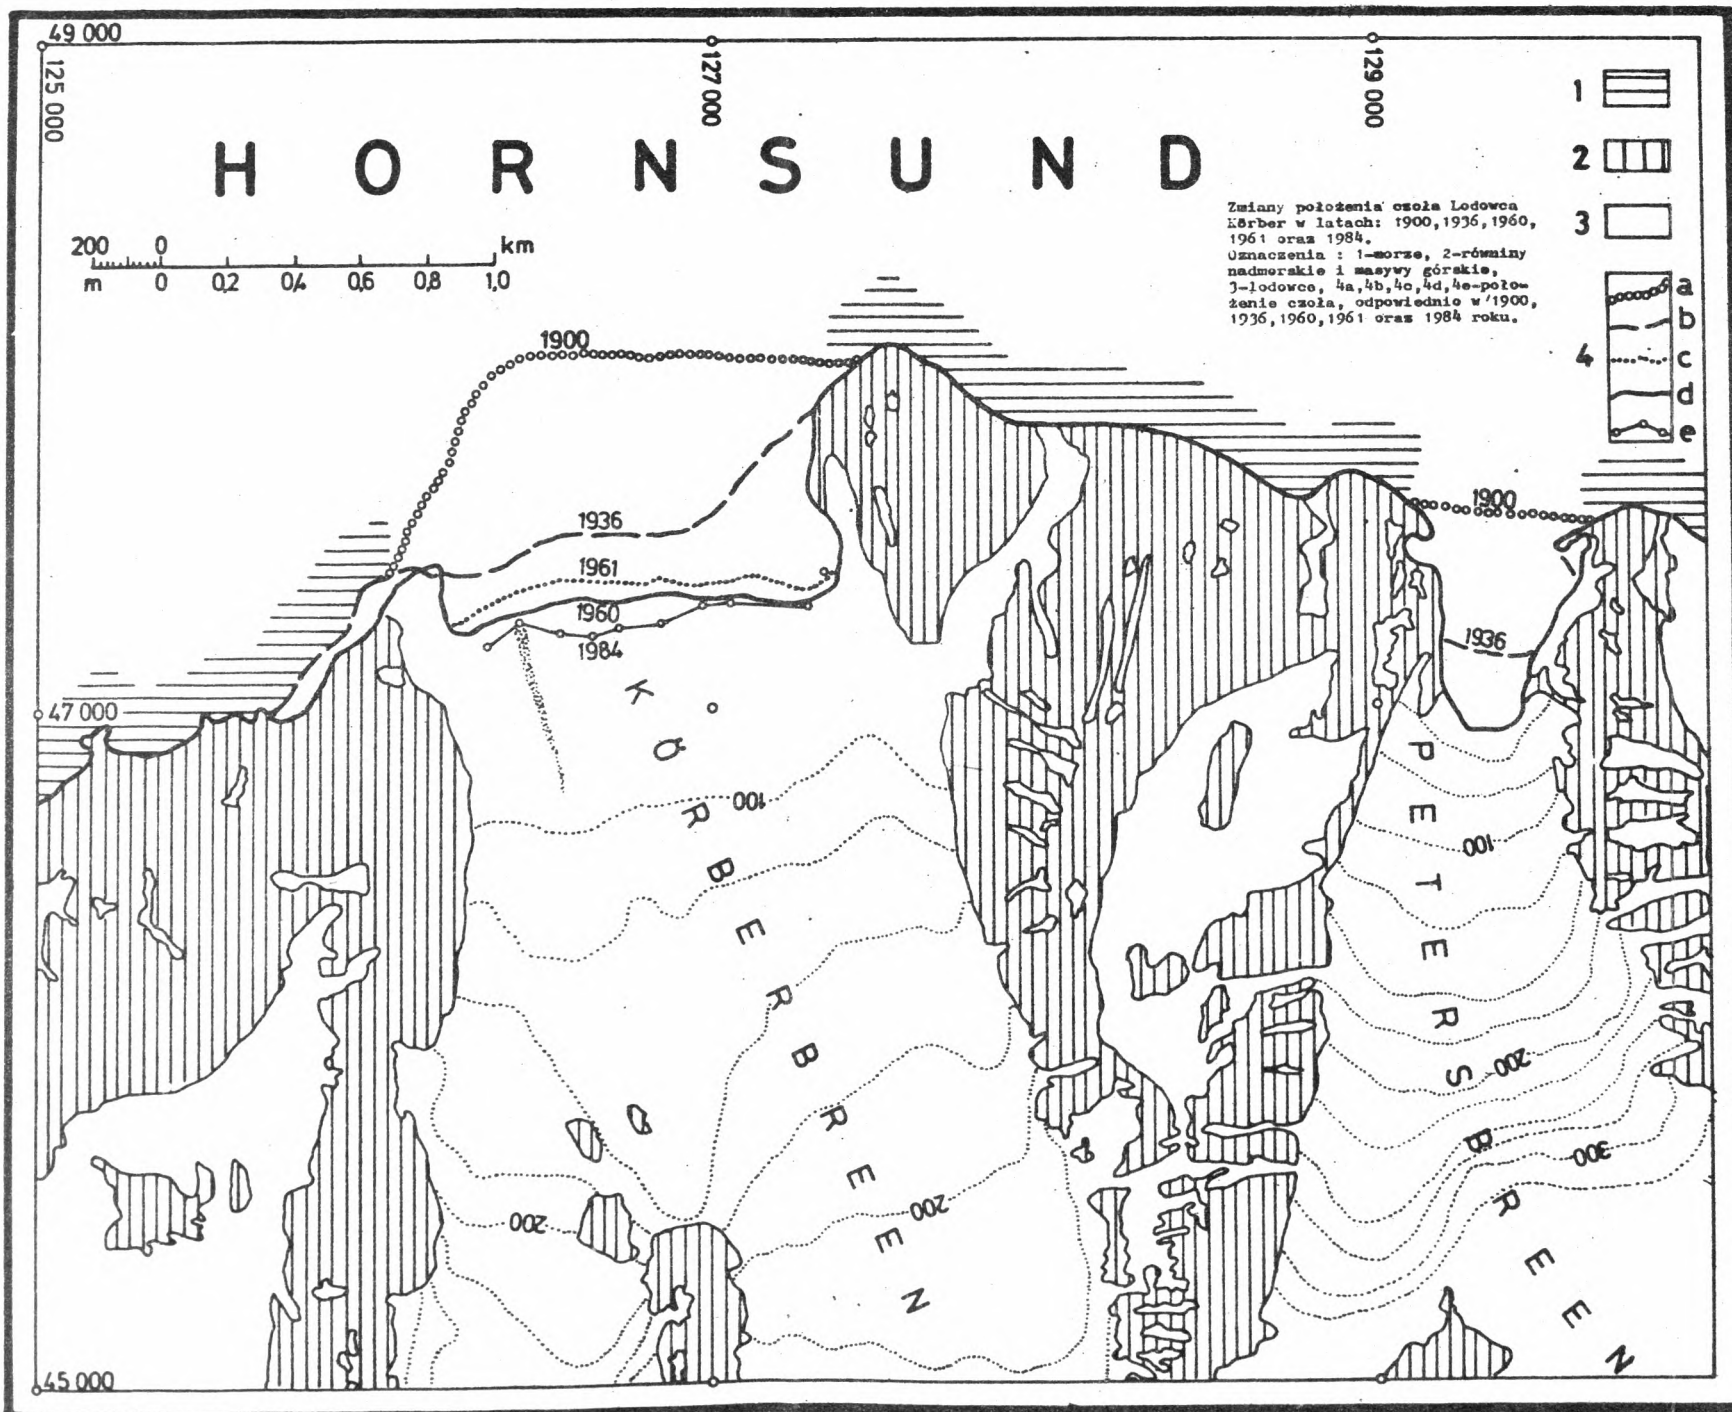 49 000
125 000
127 000
129 000
HORNSUND
200 0 km
m 0 0,2 0,4 0,6 0,8 1,0
Zmiany położenia czoła Lodowca
Körber w latach: 1900,1936,1960,
1961 oraz 1984.
Oznaczenia : 1-morze, 2-równiny
nadmorskie i masywy górskie,
3-lodowce, 4a,4b,4c,4d,4e-poło-
żenie czoła, odpowiednio w 1900,
1936,1960,1961 oraz 1984 roku.
1
2
3
4
a
b
c
d
e
1900
1936
1961
1960
1984
1900
1936
47 000
KÖRBERBREEN
100
200
200
PETERSBREEN
100
200
300
45 000